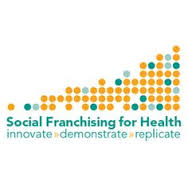 Social Franchising for Health
innovate»demonstrate»replicate